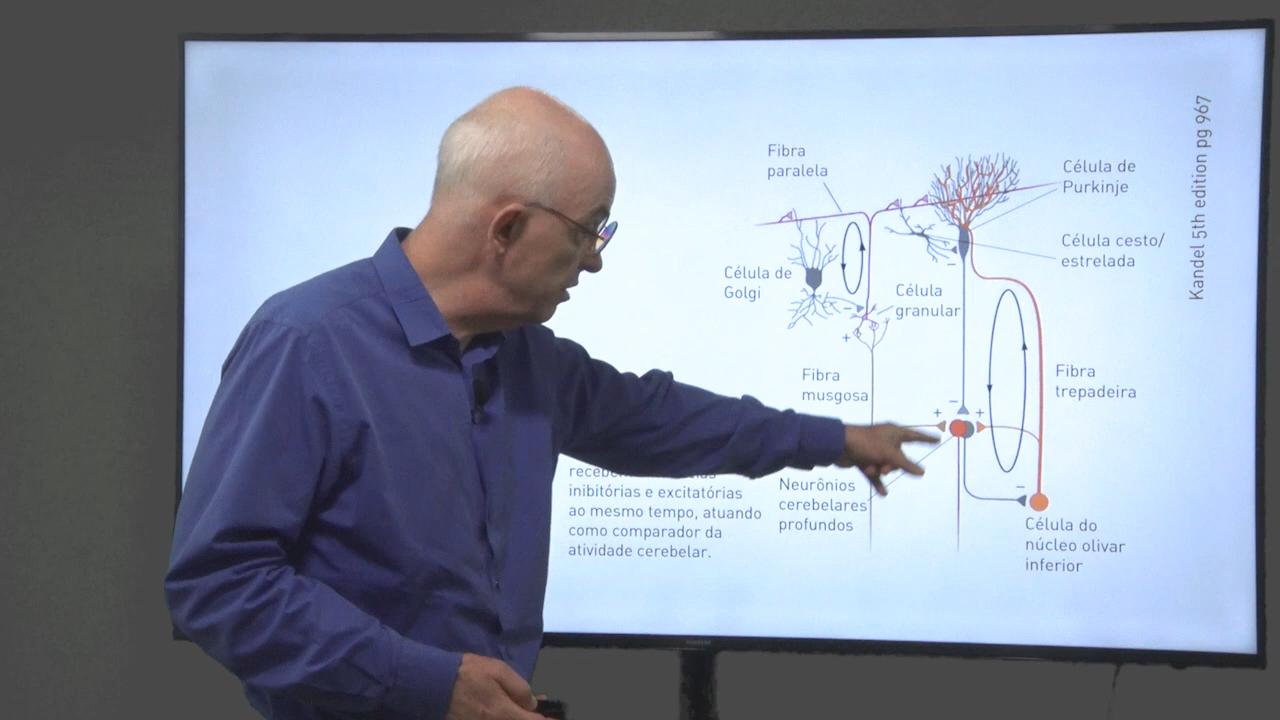 Fibra
paralela
Célula de
Purkinje
Célula cesto/
estrelada
Célula de
Golgi
Célula
granular
Fibra
musgosa
Fibra
trepadeira
inibitórias e excitatórias
ao mesmo tempo, atuando
como comparador da
atividade cerebelar.
Neurônios
cerebelares
profundos
Célula do
núcleo olivar
inferior
Kandel 5th edition pg 967
− + − − + + −